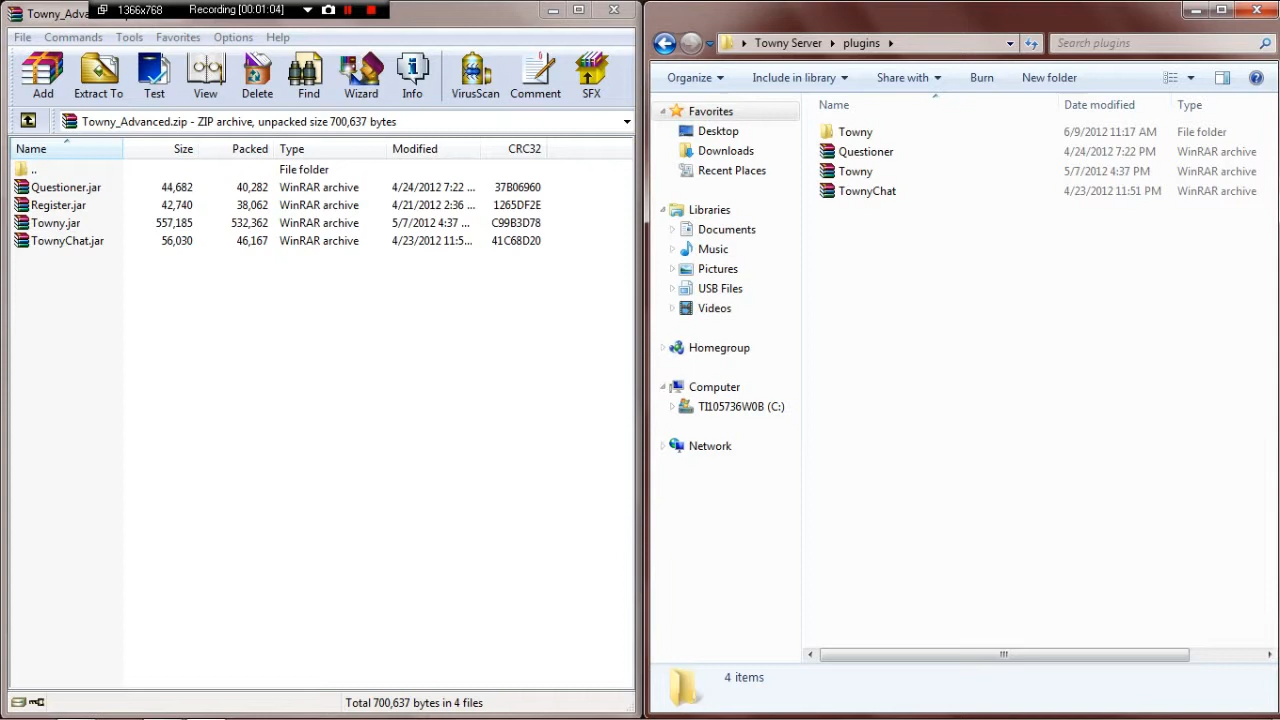 Towny_Adva
1366x768
Recording [00:01:04]
File Commands Tools Favorites Options Help
Add Extract To Test View Delete Find Wizard Info VirusScan Comment SFX
Towny_Advanced.zip - ZIP archive, unpacked size 700,637 bytes
Name Size Packed Type Modified CRC32
.. File folder
Questioner.jar 44,682 40,282 WinRAR archive 4/24/2012 7:22 ... 37B06960
Register.jar 42,740 38,062 WinRAR archive 4/21/2012 2:36 ... 1265DF2E
Towny.jar 557,185 532,362 WinRAR archive 5/7/2012 4:37 ... C99B3D78
TownyChat.jar 56,030 46,167 WinRAR archive 4/23/2012 11:5... 41C68D20
Total 700,637 bytes in 4 files
Towny Server plugins
Search plugins
Organize Include in library Share with Burn New folder
Favorites
Desktop
Downloads
Recent Places
Libraries
Documents
Music
Pictures
USB Files
Videos
Homegroup
Computer
TI105736W0B (C:)
Network
Name Date modified Type
Towny 6/9/2012 11:17 AM File folder
Questioner 4/24/2012 7:22 PM WinRAR archive
Towny 5/7/2012 4:37 PM WinRAR archive
TownyChat 4/23/2012 11:51 PM WinRAR archive
4 items